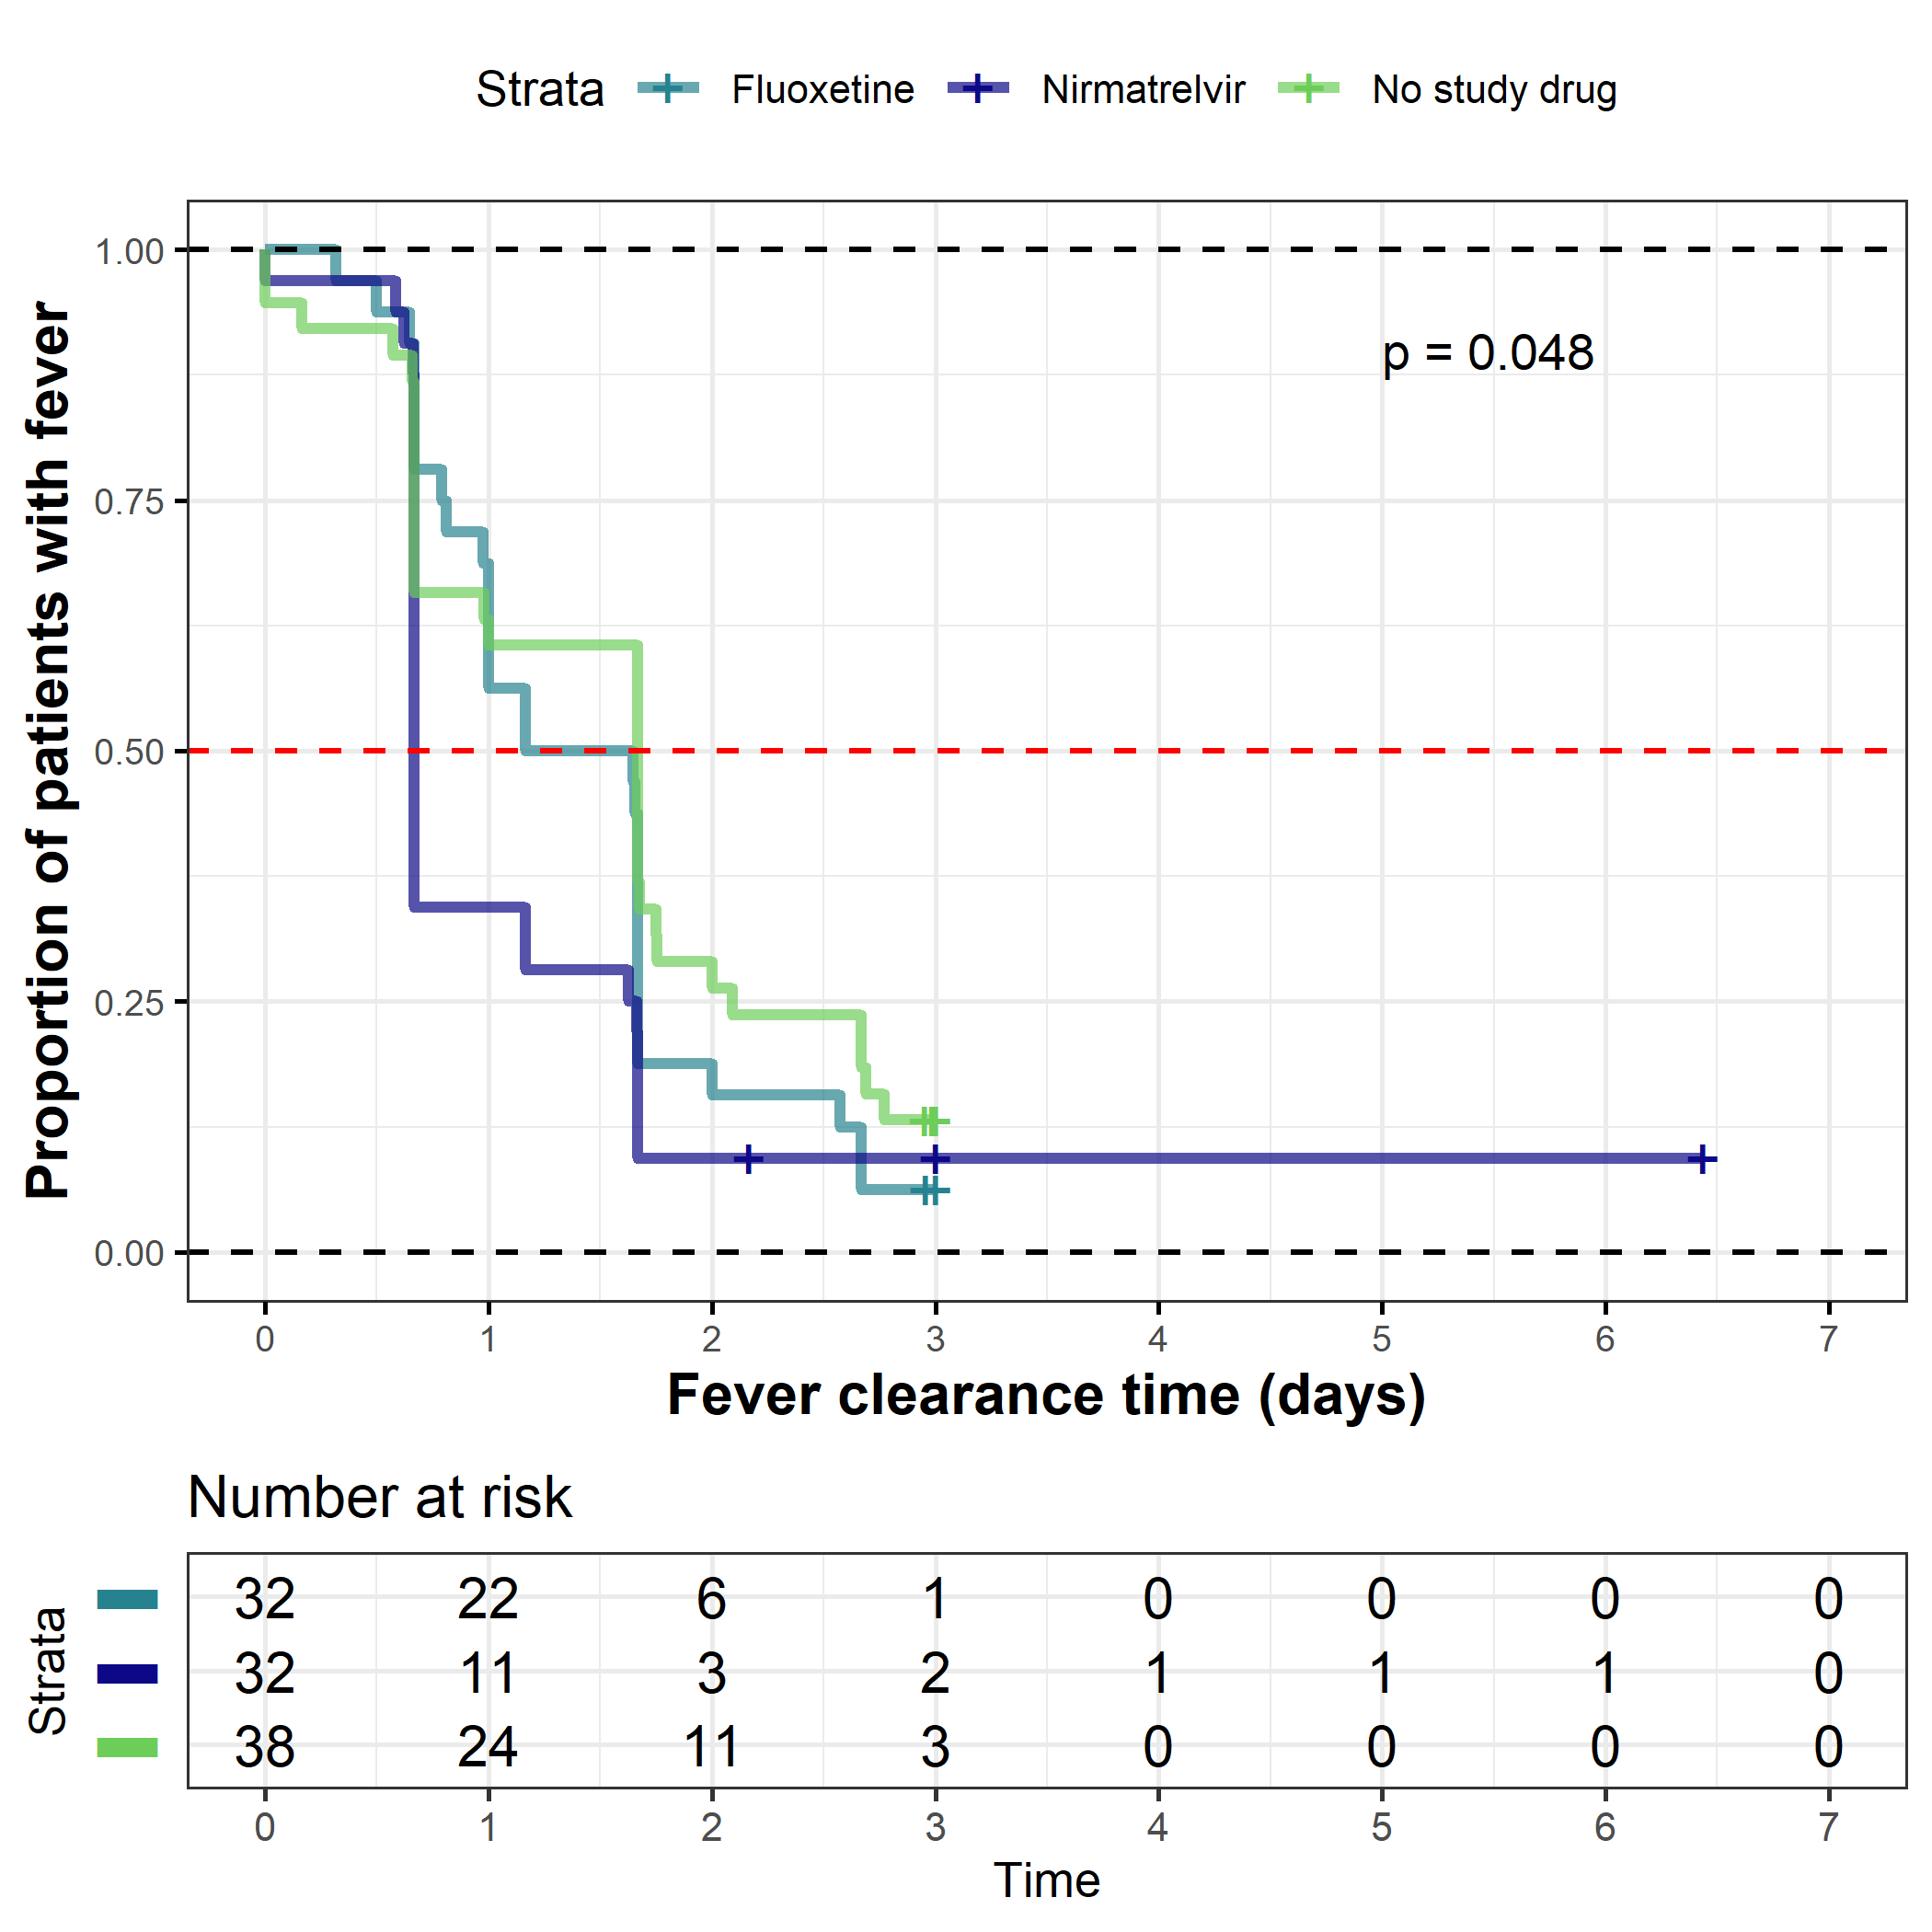 Strata Fluoxetine Nirmatrelvir No study drug
Proportion of patients with fever
1.00
0.75
0.50
0.25
0.00
p = 0.048
0 1 2 3 4 5 6 7
Fever clearance time (days)
Number at risk
Strata
32 22 6 1 0 0 0 0
32 11 3 2 1 1 1 0
38 24 11 3 0 0 0 0
0 1 2 3 4 5 6 7
Time